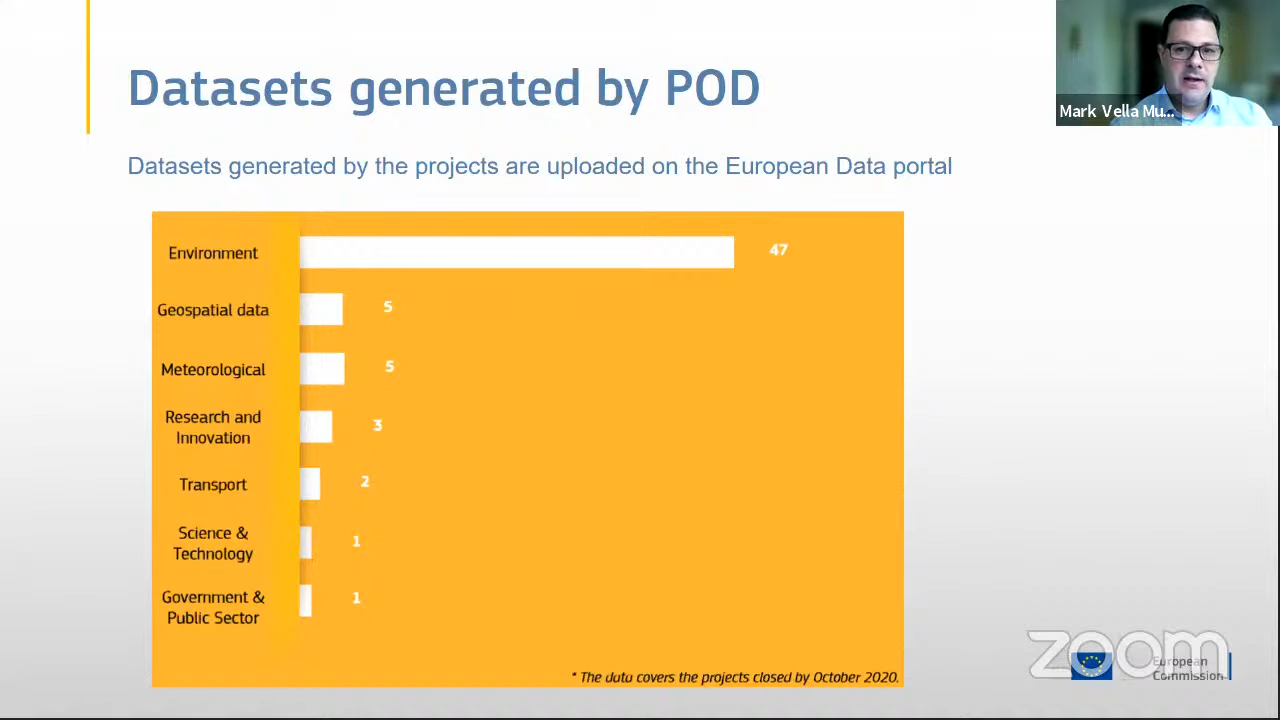 Datasets generated by POD
Mark Vella Mu...
Datasets generated by the projects are uploaded on the European Data portal
Environment 47
Geospatial data 5
Meteorological 5
Research and
Innovation 3
Transport 2
Science &
Technology 1
Government &
Public Sector 1
* The data covers the projects closed by October 2020.
zoom
European
Commission